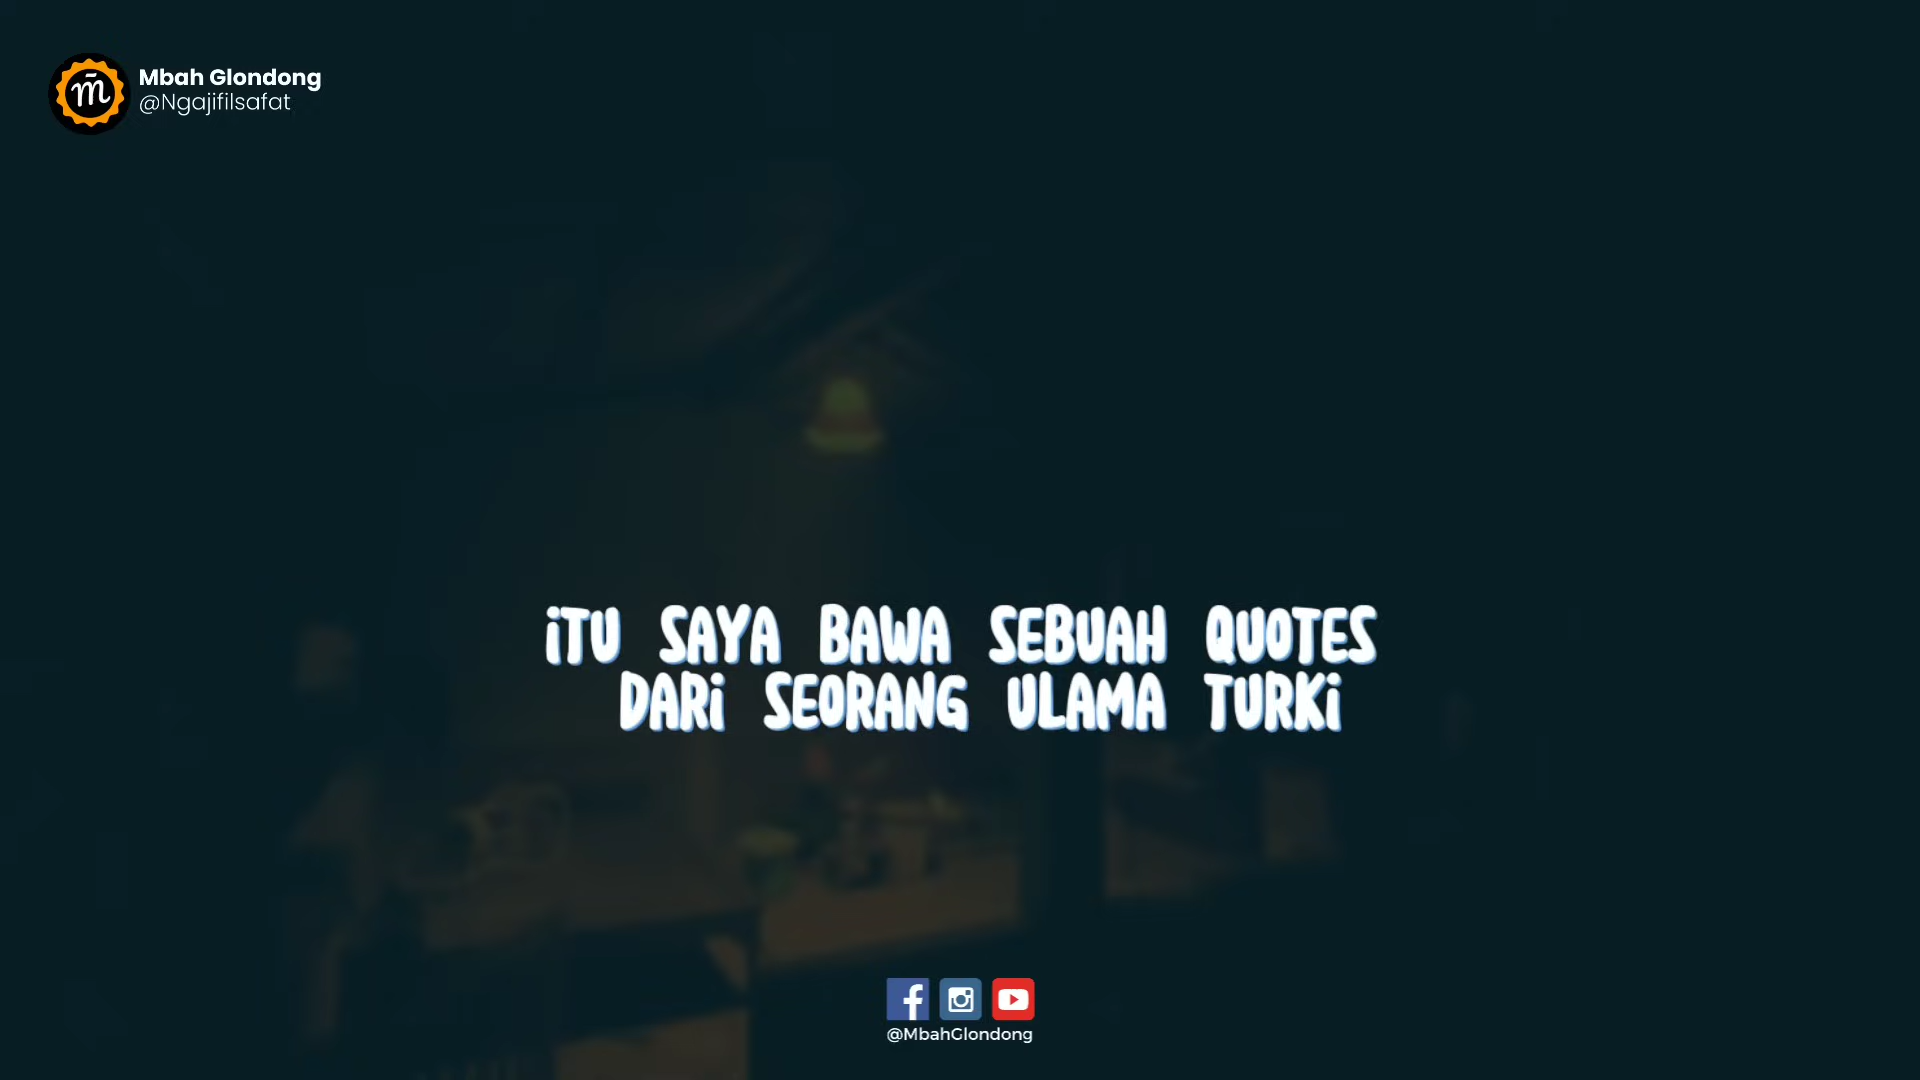 Mbah Glondong
@Ngajifilsafat
iTU SAYA BAWA SEBUAH QUOTES
DARi SEORANG ULAMA TURKi
@MbahGlondong